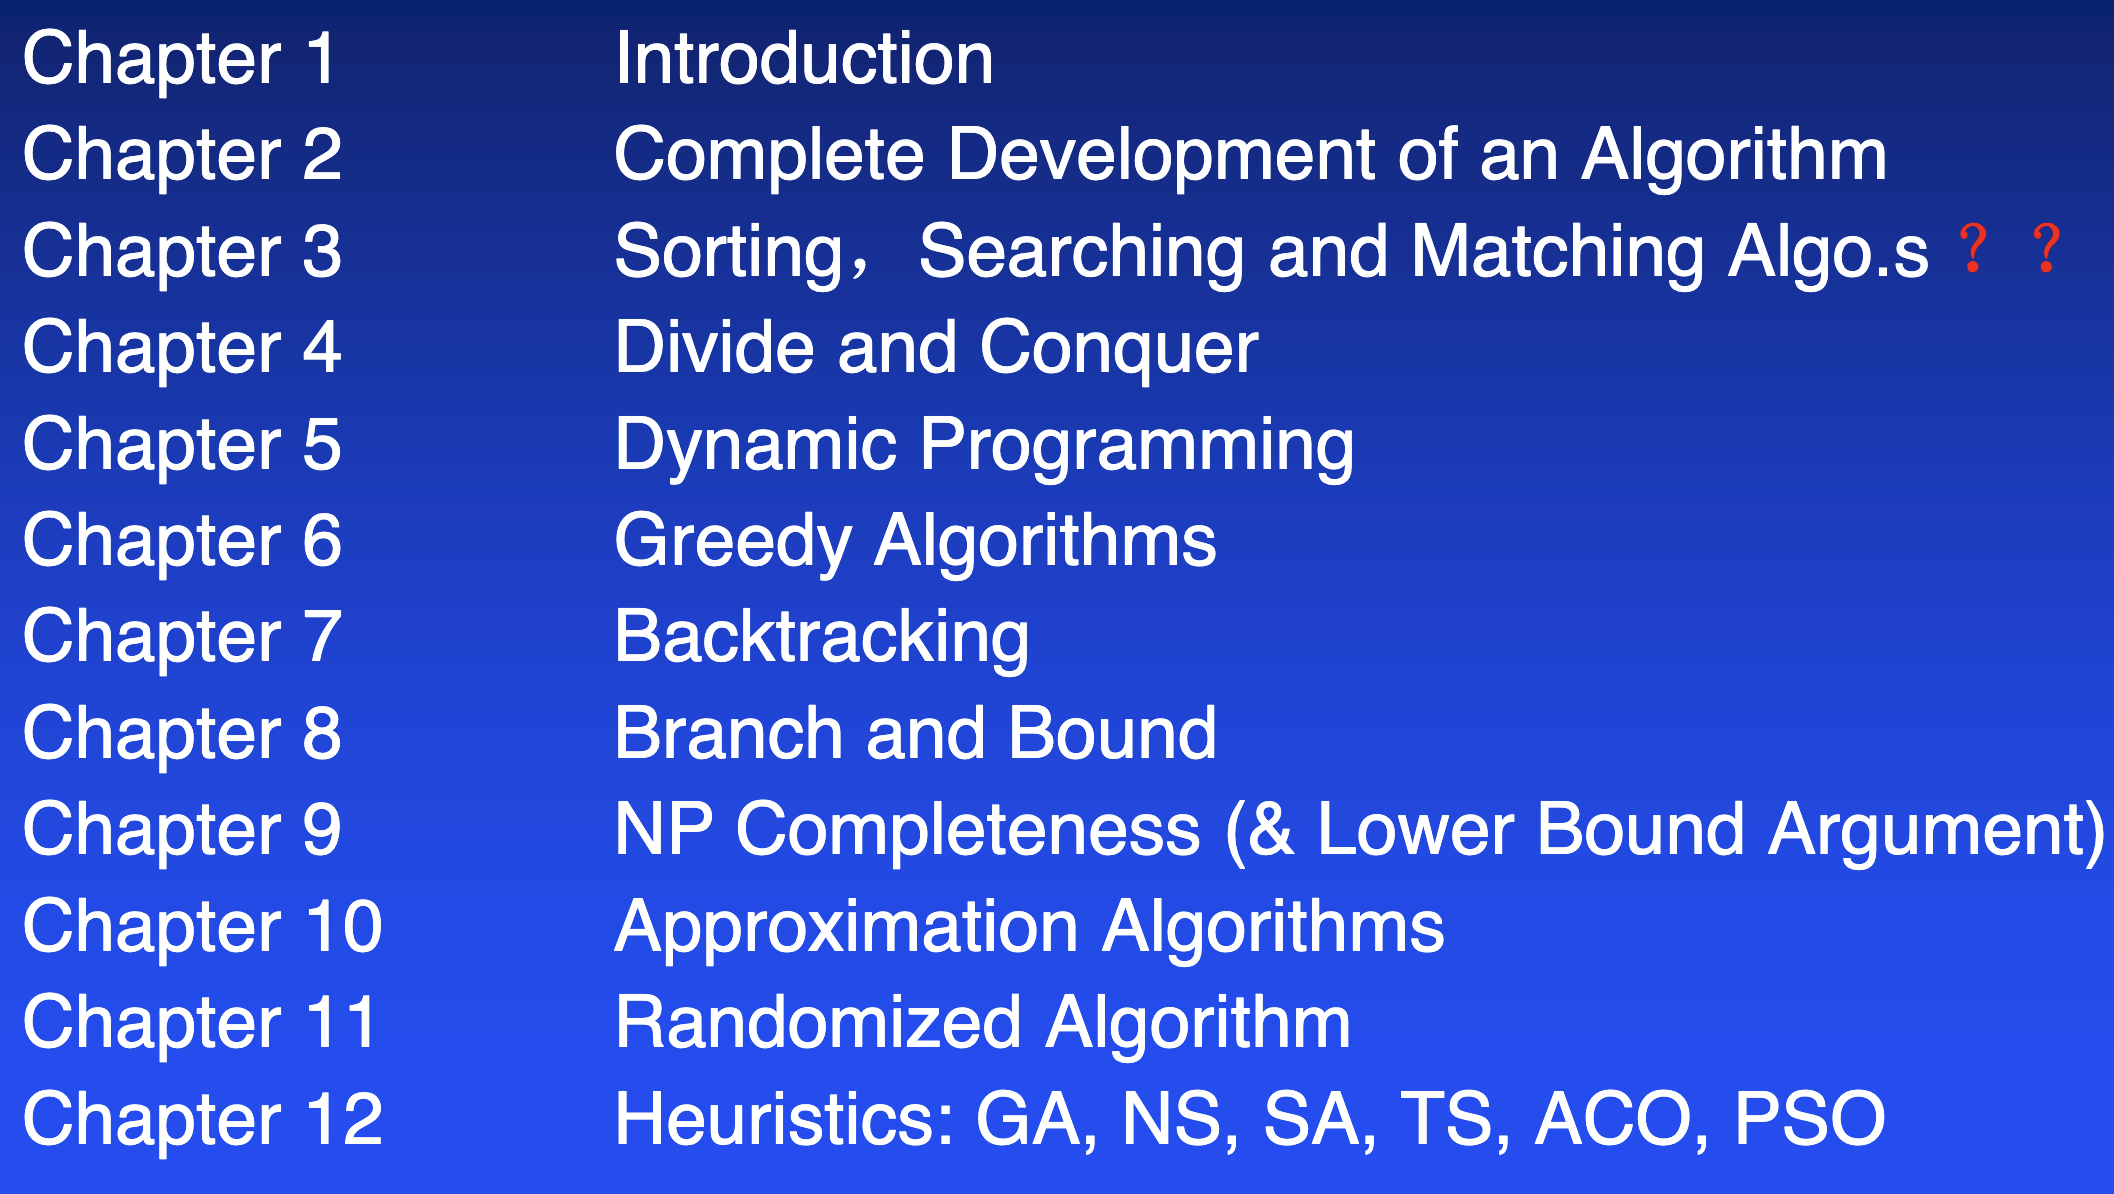 Chapter 1 Introduction
Chapter 2 Complete Development of an Algorithm
Chapter 3 Sorting，Searching and Matching Algo.s ？？
Chapter 4 Divide and Conquer
Chapter 5 Dynamic Programming
Chapter 6 Greedy Algorithms
Chapter 7 Backtracking
Chapter 8 Branch and Bound
Chapter 9 NP Completeness (& Lower Bound Argument)
Chapter 10 Approximation Algorithms
Chapter 11 Randomized Algorithm
Chapter 12 Heuristics: GA, NS, SA, TS, ACO, PSO